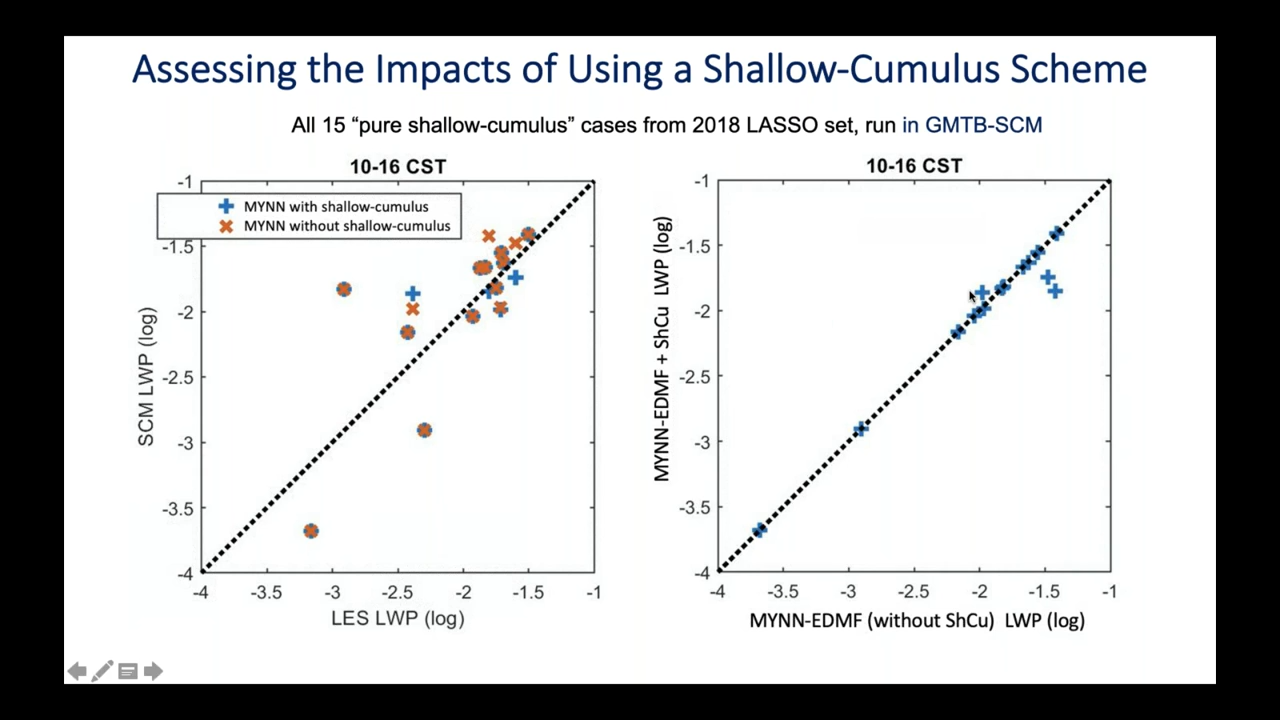 Assessing the Impacts of Using a Shallow-Cumulus Scheme
All 15 “pure shallow-cumulus” cases from 2018 LASSO set, run in GMTB-SCM
10-16 CST
MYNN with shallow-cumulus
MYNN without shallow-cumulus
-1
-1.5
-2
-2.5
-3
-3.5
-4
SCM LWP (log)
-4
-3.5
-3
-2.5
-2
-1.5
-1
LES LWP (log)
10-16 CST
-1
-1.5
-2
-2.5
-3
-3.5
-4
MYNN-EDMF + ShCu LWP (log)
-4
-3.5
-3
-2.5
-2
-1.5
-1
MYNN-EDMF (without ShCu) LWP (log)